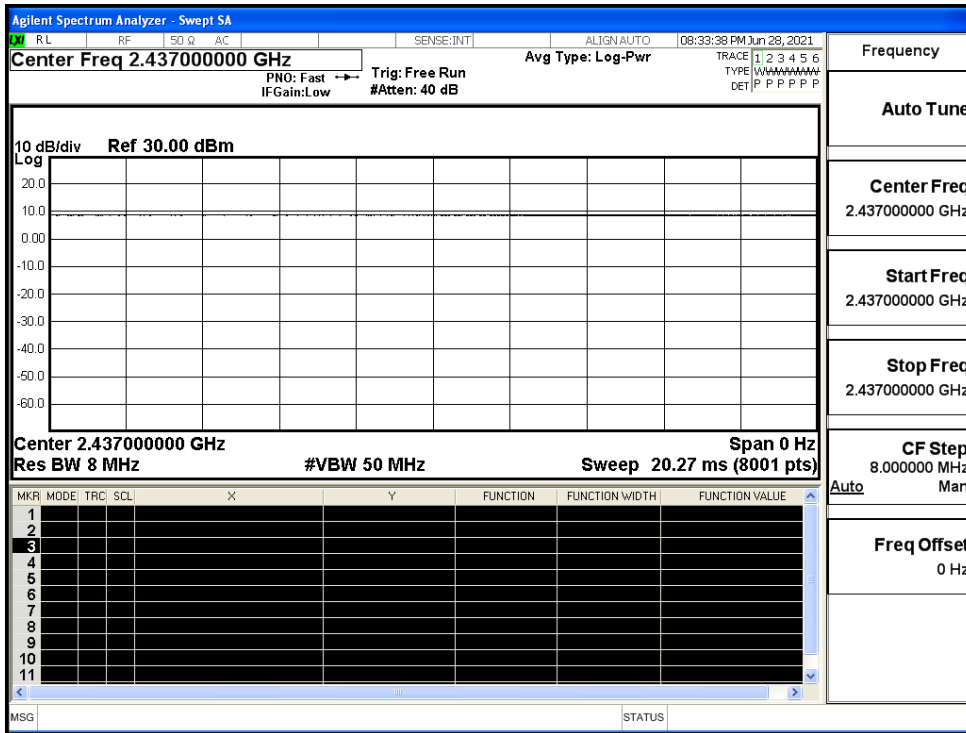 Agilent Spectrum Analyzer - Swept SA
LXI RL RF 50 Ω AC SENSE:INT ALIGN AUTO 08:33:38 PM Jun 28, 2021
Center Freq 2.437000000 GHz
PNO: Fast
IFGain:Low
Trig: Free Run
#Atten: 40 dB
Avg Type: Log-Pwr
TRACE 1 2 3 4 5 6
TYPE WWWWWW
DET P P P P P P
10 dB/div Ref 30.00 dBm
Log
20.0
10.0
0.00
-10.0
-20.0
-30.0
-40.0
-50.0
-60.0
Center 2.437000000 GHz Span 0 Hz
Res BW 8 MHz #VBW 50 MHz Sweep 20.27 ms (8001 pts)
MKR MODE TRC SCL X Y FUNCTION FUNCTION WIDTH FUNCTION VALUE
1
2
3
4
5
6
7
8
9
10
11
MSG STATUS
Frequency
Auto Tune
Center Freq
2.437000000 GHz
Start Freq
2.437000000 GHz
Stop Freq
2.437000000 GHz
CF Step
8.000000 MHz
Auto Man
Freq Offset
0 Hz